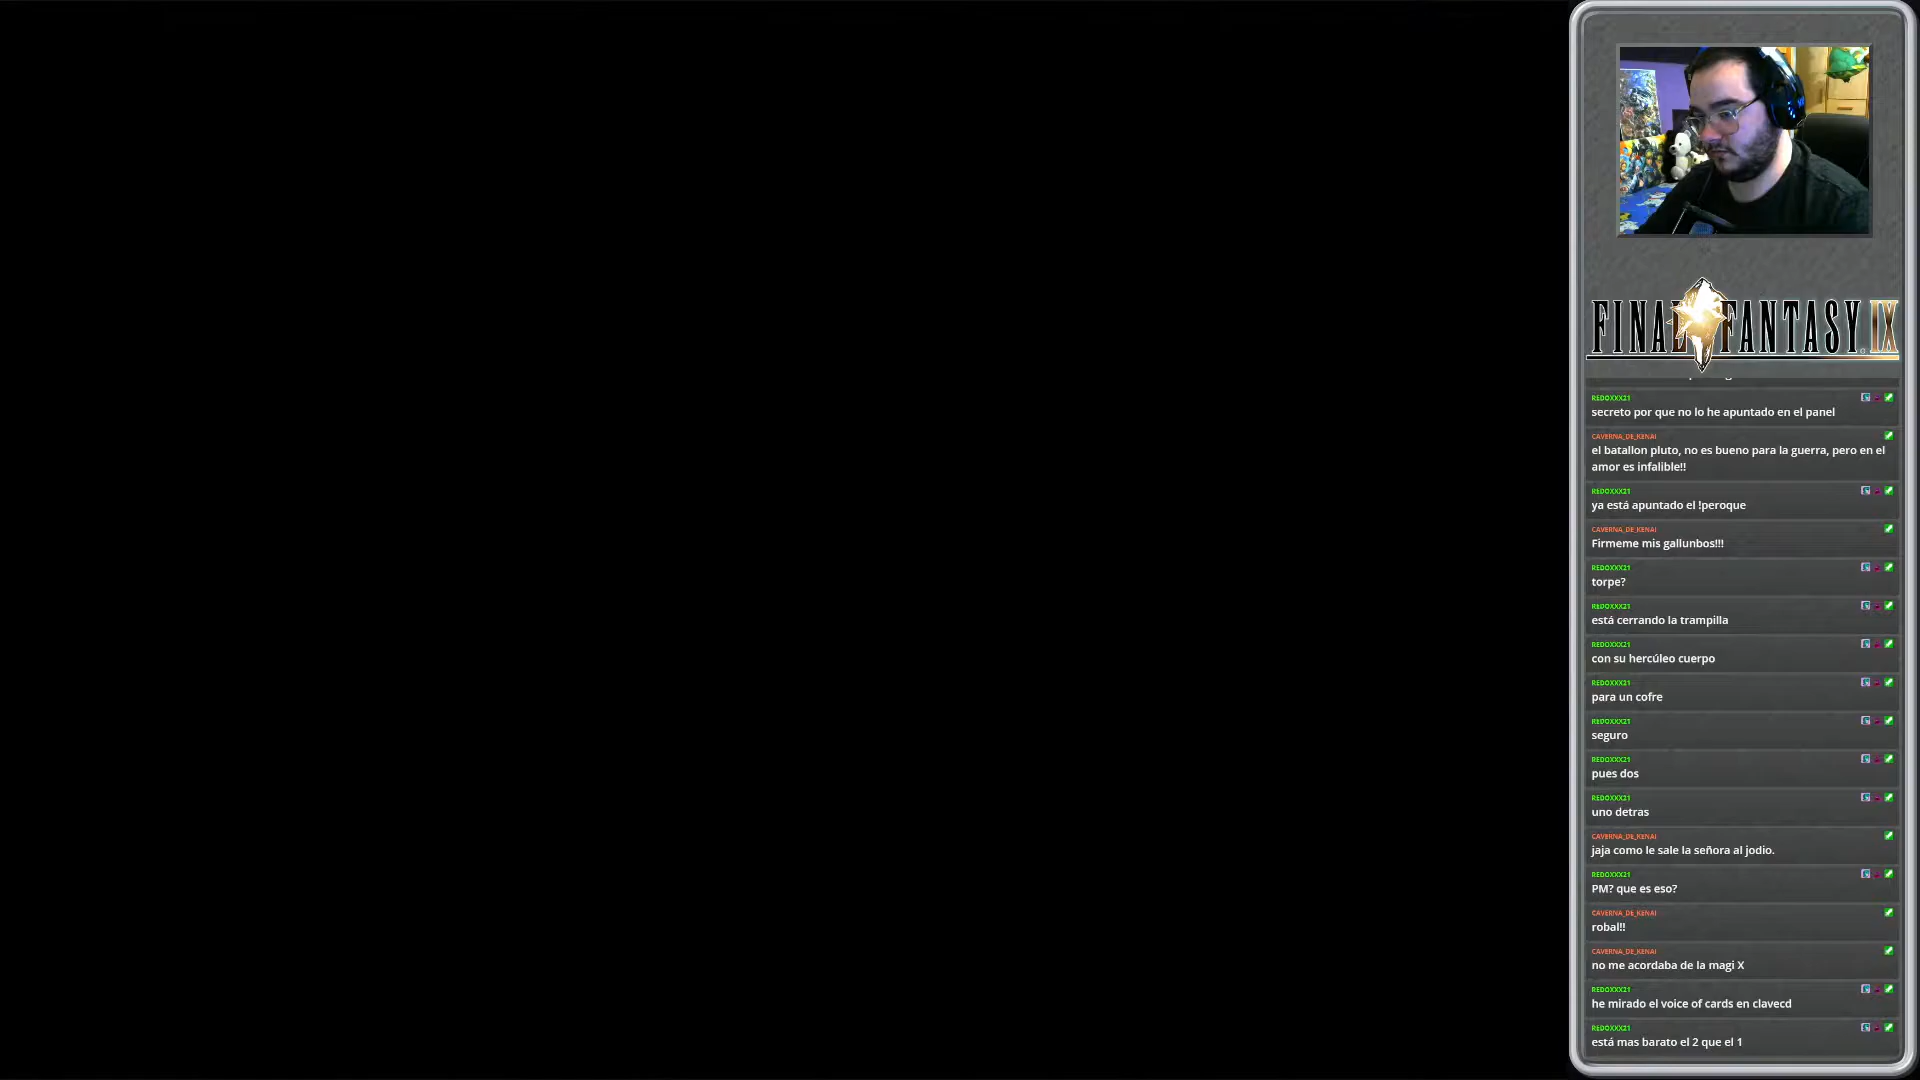 FINAL FANTASY IX
REDOXXX21
secreto por que no lo he apuntado en el panel
CAVERNA_DE_KENAI
el batallon pluto, no es bueno para la guerra, pero en el
amor es infalible!!
REDOXXX21
ya está apuntado el !peroque
CAVERNA_DE_KENAI
Firmeme mis gallunbos!!!
REDOXXX21
torpe?
REDOXXX21
está cerrando la trampilla
REDOXXX21
con su hercúleo cuerpo
REDOXXX21
para un cofre
REDOXXX21
seguro
REDOXXX21
pues dos
REDOXXX21
uno detras
CAVERNA_DE_KENAI
jaja como le sale la señora al jodio.
REDOXXX21
PM? que es eso?
CAVERNA_DE_KENAI
robal!!
CAVERNA_DE_KENAI
no me acordaba de la magi X
REDOXXX21
he mirado el voice of cards en clavecd
REDOXXX21
está mas barato el 2 que el 1